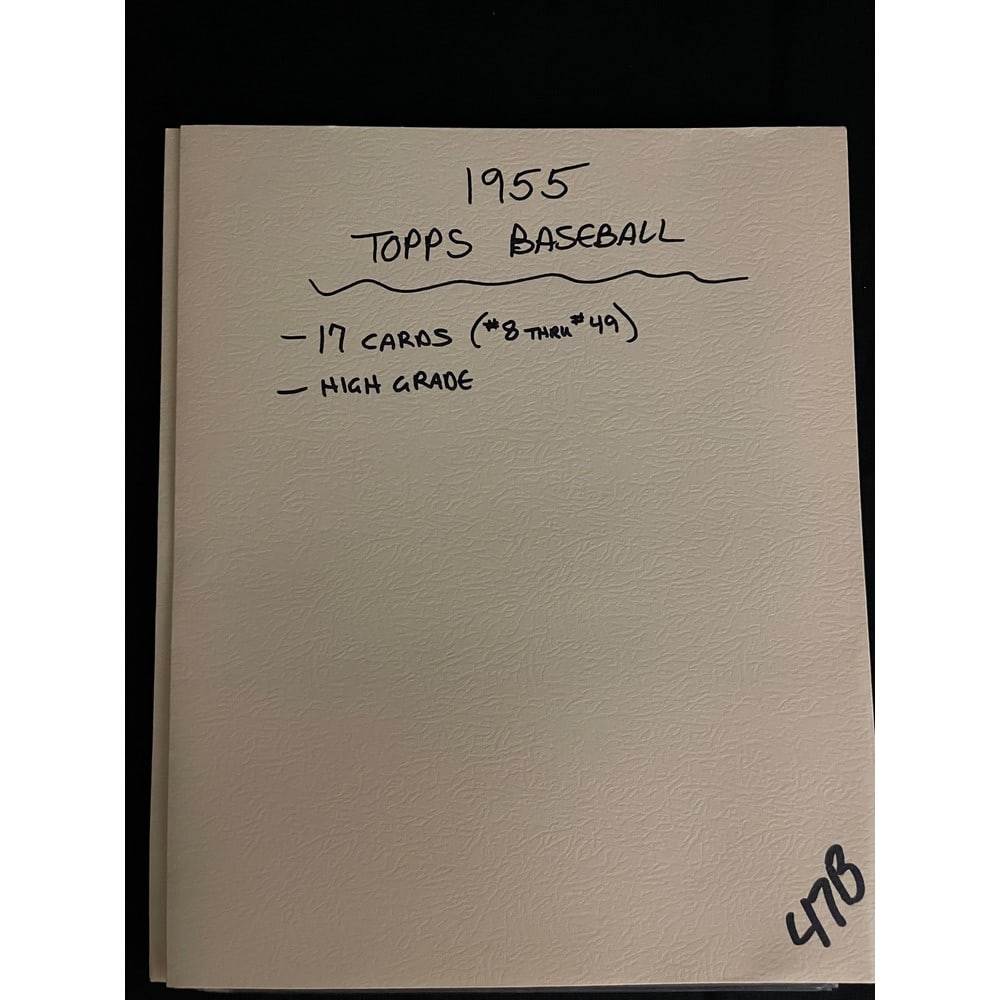 1955
TOPPS BASEBALL
- 17 CARDS (#8 THRU #49)
- HIGH GRADE
47B